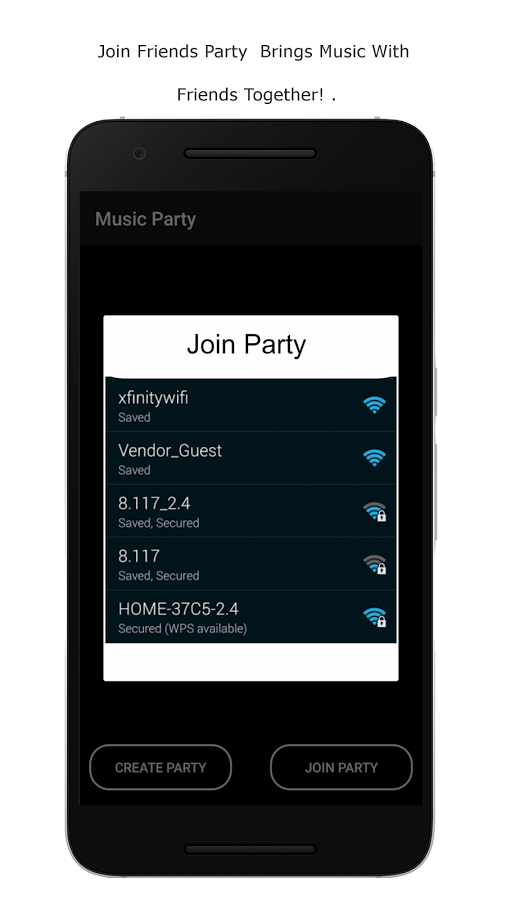 Join Friends Party  Brings Music With
Friends Together! .
Music Party
Join Party
xfinitywifi
Saved
Vendor_Guest
Saved
8.117_2.4
Saved, Secured
8.117
Saved, Secured
HOME-37C5-2.4
Secured (WPS available)
CREATE PARTY
JOIN PARTY